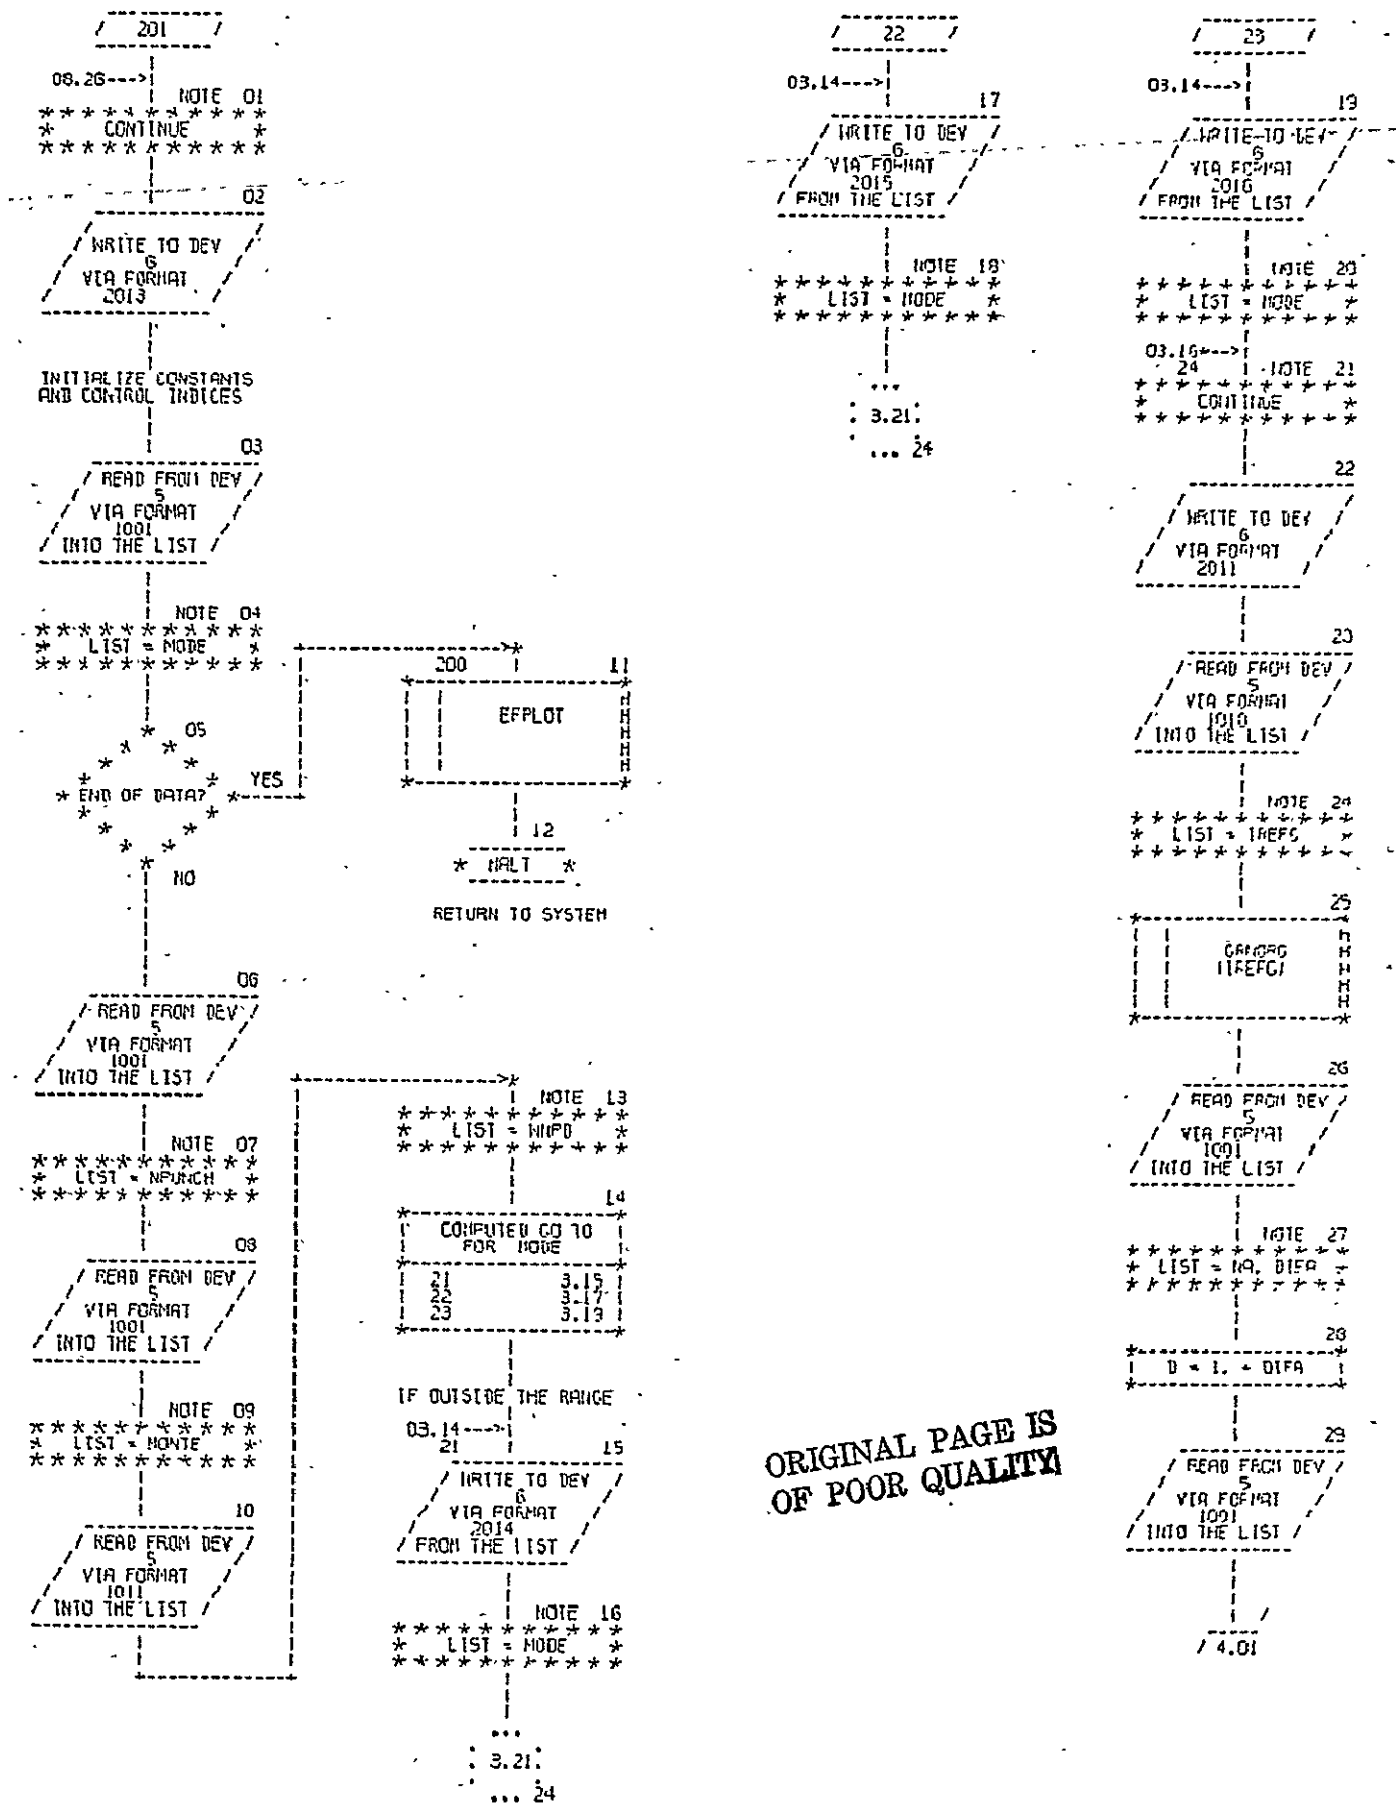 201
08.26--->
NOTE 01
CONTINUE
02
WRITE TO DEV
6
VIA FORMAT
2013
INITIALIZE CONSTANTS
AND CONTROL INDICES
03
READ FROM DEV
5
VIA FORMAT
1001
INTO THE LIST
NOTE 04
LIST = MODE
05
END OF DATA?
YES
NO
06
READ FROM DEV
5
VIA FORMAT
1001
INTO THE LIST
NOTE 07
LIST = NPUNCH
08
READ FROM DEV
5
VIA FORMAT
1001
INTO THE LIST
NOTE 09
LIST = MONTE
10
READ FROM DEV
5
VIA FORMAT
1011
INTO THE LIST
200
11
EFPLOT
12
HALT
RETURN TO SYSTEM
NOTE 13
LIST = WNPD
14
COMPUTED GO TO
FOR MODE
21 3.15
22 3.17
23 3.19
IF OUTSIDE THE RANGE
03.14--->
21
15
WRITE TO DEV
6
VIA FORMAT
2014
FROM THE LIST
NOTE 16
LIST = MODE
3.21
24
22
03.14--->
17
WRITE TO DEV
6
VIA FORMAT
2015
FROM THE LIST
NOTE 18
LIST = MODE
3.21
24
23
03.14--->
19
WRITE TO DEV
6
VIA FORMAT
2016
FROM THE LIST
NOTE 20
LIST = MODE
03.16*-->
24
NOTE 21
CONTINUE
22
WRITE TO DEV
6
VIA FORMAT
2011
23
READ FROM DEV
5
VIA FORMAT
1010
INTO THE LIST
NOTE 24
LIST = IREFG
25
26
READ FROM DEV
5
VIA FORMAT
1001
INTO THE LIST
NOTE 27
LIST = NA, DIFA
28
29
READ FROM DEV
5
VIA FORMAT
1001
INTO THE LIST
4.01
ORIGINAL PAGE IS
OF POOR QUALITY